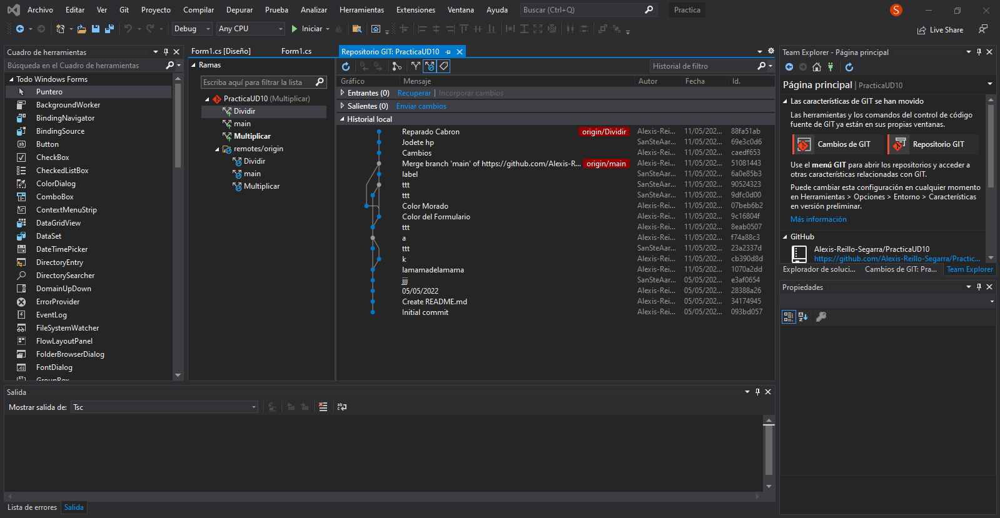 Archivo Editar Ver Git Proyecto Compilar Depurar Prueba Analizar Herramientas Extensiones Ventana Ayuda Buscar (Ctrl+Q) Practica S
Debug Any CPU Iniciar Live Share
Cuadro de herramientas
Búsqueda en el Cuadro de herramientas
Todo Windows Forms
Puntero
BackgroundWorker
BindingNavigator
BindingSource
Button
CheckBox
CheckedListBox
ColorDialog
ComboBox
ContextMenuStrip
DataGridView
DataSet
DateTimePicker
DirectoryEntry
DirectorySearcher
DomainUpDown
ErrorProvider
EventLog
FileSystemWatcher
FlowLayoutPanel
FolderBrowserDialog
FontDialog
GroupBox
Form1.cs [Diseño] Form1.cs Repositorio GIT: PracticaUD10
Ramas
Escriba aquí para filtrar la lista
PracticaUD10 (Multiplicar)
Dividir
main
Multiplicar
remotes/origin
Dividir
main
Multiplicar
Historial de filtro
Gráfico Mensaje Autor Fecha Id.
Entrantes (0) Recuperar | Incorporar cambios
Salientes (0) Enviar cambios
Historial local
Reparado Cabron origin/Dividir Alexis-Rei... 11/05/202... 88fa51ab
Jodete hp SanSteAar... 11/05/202... 69e3c0d6
Cambios Alexis-Rei... 11/05/202... caedf653
Merge branch 'main' of https://github.com/Alexis-R... origin/main Alexis-Rei... 11/05/202... 51081443
label SanSteAar... 11/05/202... 6a0e85b3
ttt SanSteAar... 11/05/202... 90524323
ttt SanSteAar... 11/05/202... 9dfc0d00
Color Morado Alexis-Rei... 11/05/202... 07beb6b2
Color del Formulario Alexis-Rei... 11/05/202... 9c16804f
ttt SanSteAar... 11/05/202... 8eab0507
a Alexis-Rei... 11/05/202... f74a88c3
ttt SanSteAar... 11/05/202... 23a2337d
k Alexis-Rei... 11/05/202... cb390d8d
lamamadelamama Alexis-Rei... 11/05/202... 1070a2dd
jjj SanSteAar... 05/05/202... e3af0654
05/05/2022 Alexis-Rei... 05/05/202... 28388a26
Create README.md Alexis-Rei... 05/05/202... 34174945
Initial commit Alexis-Rei... 05/05/202... 093bd057
Team Explorer - Página principal
Página principal | PracticaUD10
Las características de GIT se han movido
Las herramientas y los comandos del control de código
fuente de GIT ya están en sus propias ventanas.
Cambios de GIT Repositorio GIT
Use el menú GIT para abrir los repositorios y acceder a
otras características relacionadas con GIT.
Puede cambiar esta configuración en cualquier momento
en Herramientas > Opciones > Entorno > Características
en versión preliminar.
Más información
GitHub
Alexis-Reillo-Segarra/PracticaUD10
https://github.com/Alexis-Reillo-Segarra/Practic...
Explorador de soluci... Cambios de GIT: Pra... Team Explorer
Propiedades
Salida
Mostrar salida de: Tsc
Lista de errores Salida